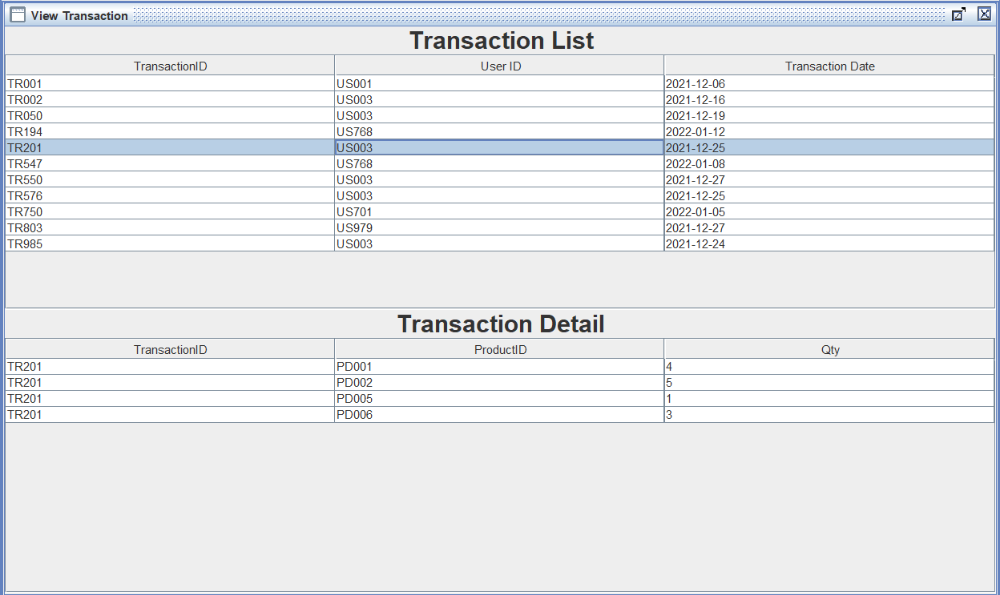 View Transaction
Transaction List
TransactionID User ID Transaction Date
TR001 US001 2021-12-06
TR002 US003 2021-12-16
TR050 US003 2021-12-19
TR194 US768 2022-01-12
TR201 US003 2021-12-25
TR547 US768 2022-01-08
TR550 US003 2021-12-27
TR576 US003 2021-12-25
TR750 US701 2022-01-05
TR803 US979 2021-12-27
TR985 US003 2021-12-24
Transaction Detail
TransactionID ProductID Qty
TR201 PD001 4
TR201 PD002 5
TR201 PD005 1
TR201 PD006 3